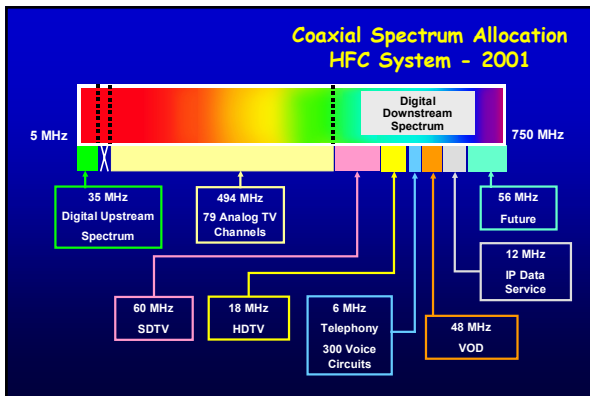 Coaxial Spectrum Allocation
HFC System - 2001
Digital
Downstream
Spectrum
5 MHz
750 MHz
35 MHz
Digital Upstream
Spectrum
494 MHz
79 Analog TV
Channels
56 MHz
Future
12 MHz
IP Data
Service
60 MHz
SDTV
18 MHz
HDTV
6 MHz
Telephony
300 Voice
Circuits
48 MHz
VOD